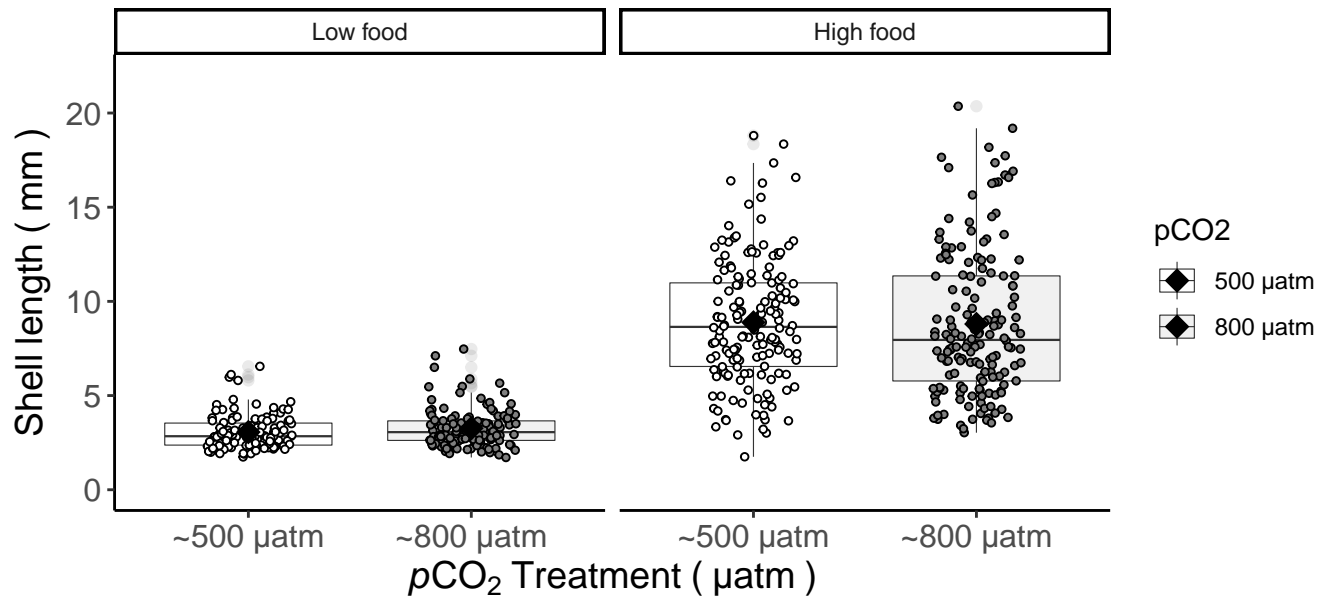 Low food
High food
Shell length ( mm )
20
15
10
5
0
~500 µatm
~800 µatm
~500 µatm
~800 µatm
pCO₂ Treatment ( µatm )
pCO2
500 µatm
800 µatm